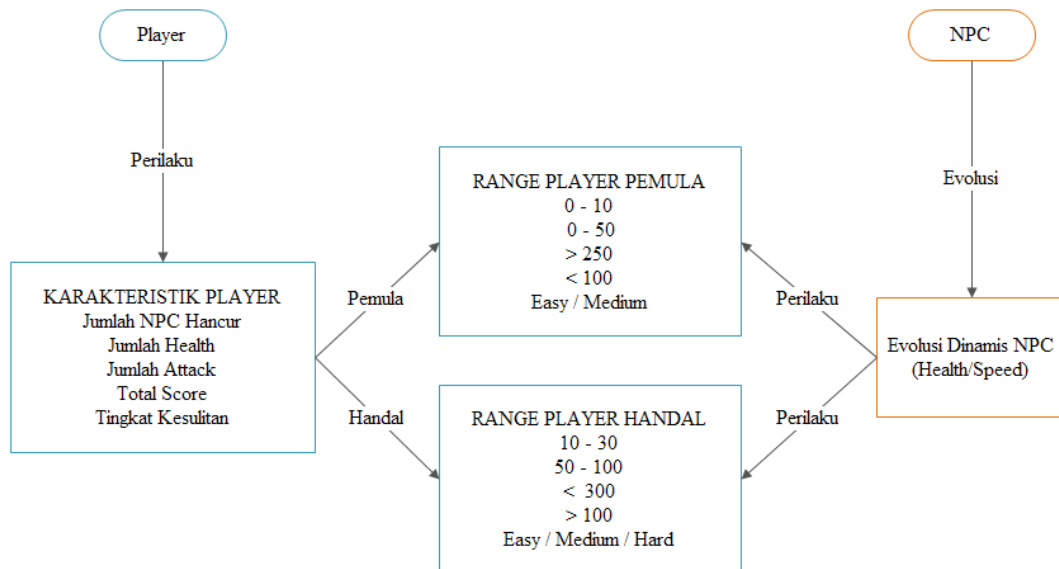 Player
NPC
Perilaku
Evolusi
KARAKTERISTIK PLAYER
Jumlah NPC Hancur
Jumlah Health
Jumlah Attack
Total Score
Tingkat Kesulitan
Pemula
Handal
RANGE PLAYER PEMULA
0 - 10
0 - 50
> 250
< 100
Easy / Medium
RANGE PLAYER HANDAL
10 - 30
50 - 100
< 300
> 100
Easy / Medium / Hard
Perilaku
Perilaku
Evolusi Dinamis NPC
(Health/Speed)